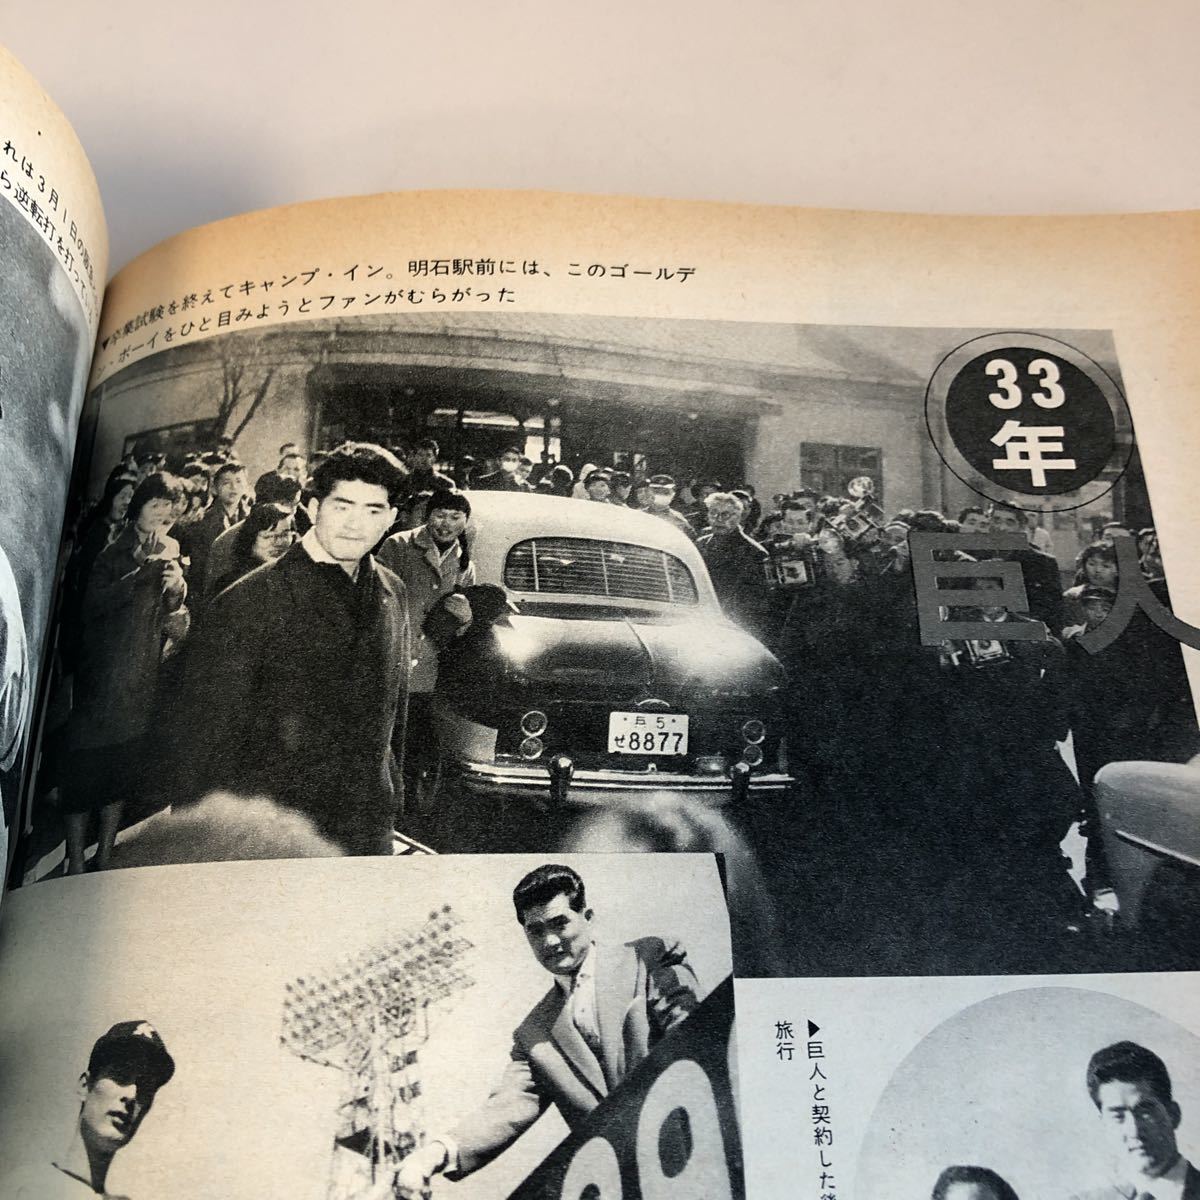 れは3月1日の
ら逆転打を打って
▼卒業試験を終えてキャンプ・イン。明石駅前には、このゴールデ
ン・ボーイをひと目みようとファンがむらがった
33
年
巨人
5
せ8877
▶巨人と契約した後
旅行